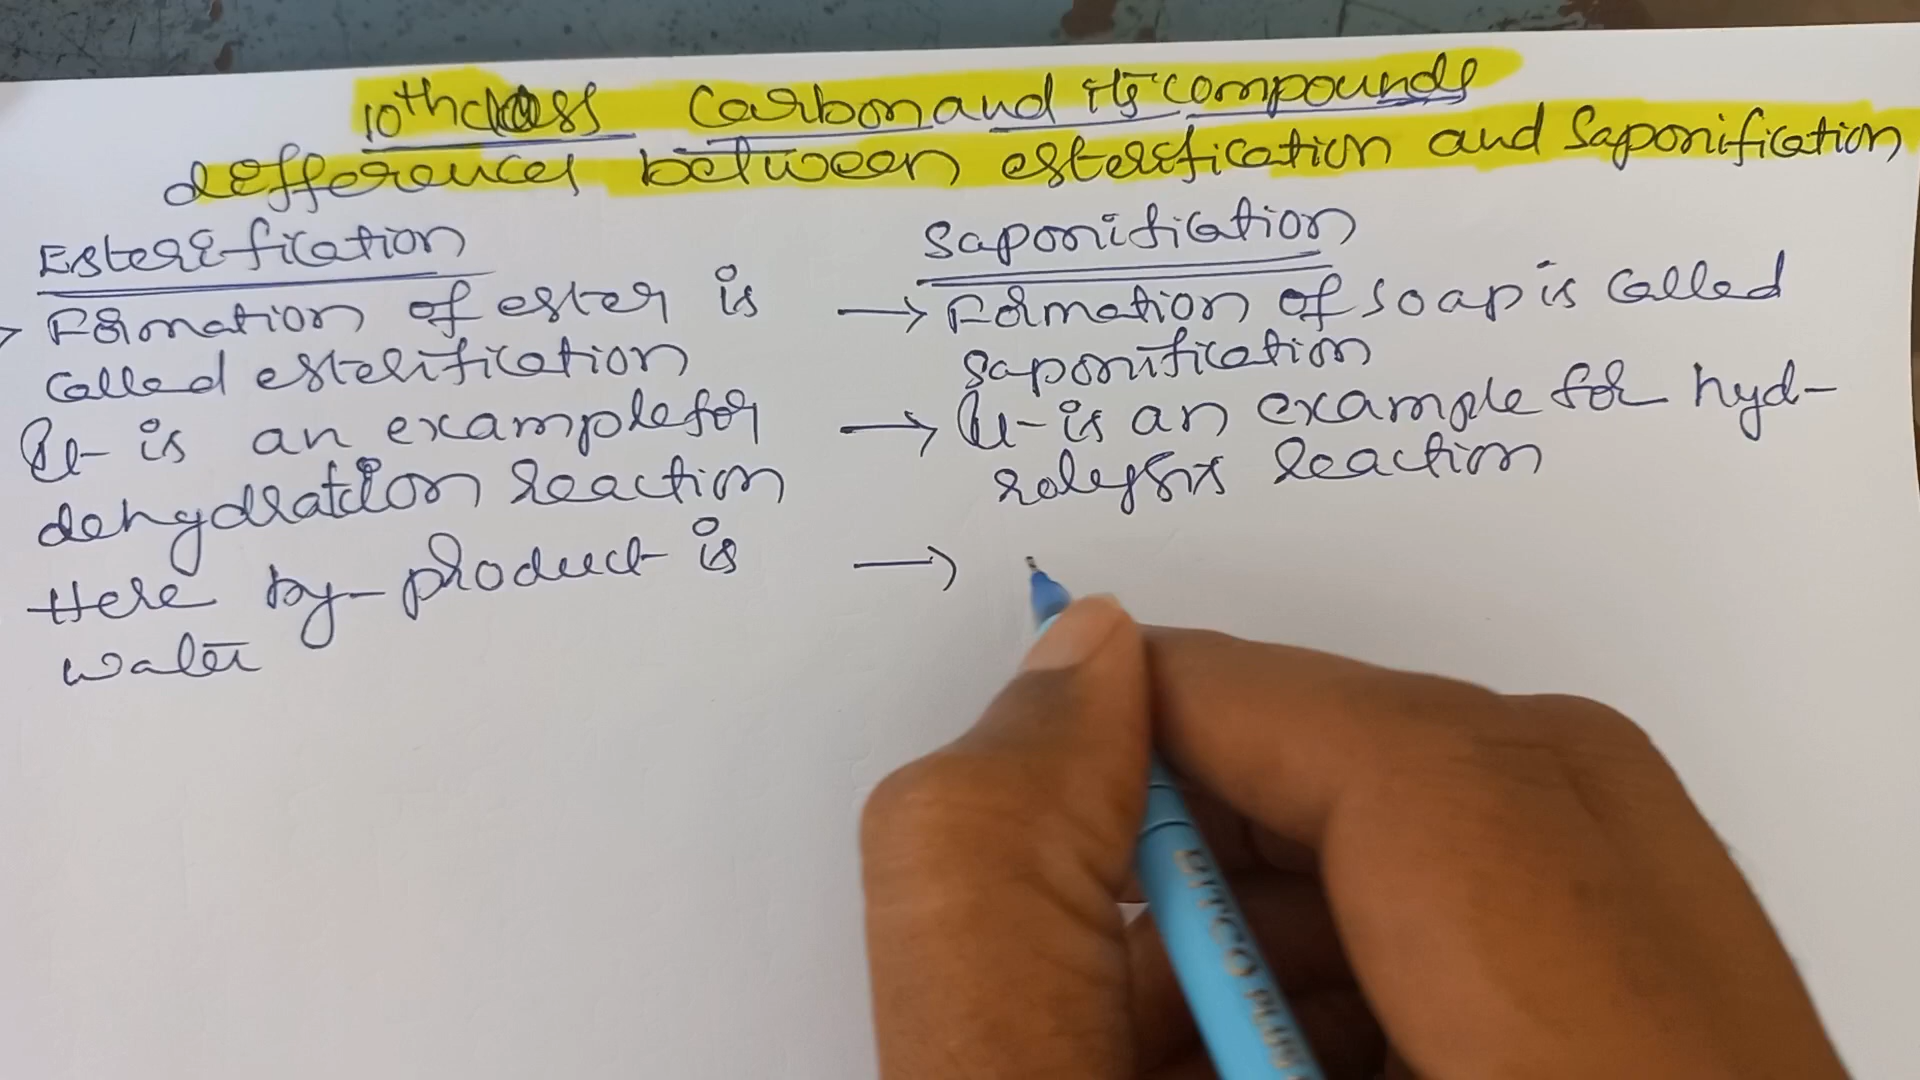 10th class Carbon and its compounds
differences between esterification and Saponification
Esterification
Formation of ester is
called esterification
It is an example for
dehydration reaction
Here by-product is
water
Saponification
→ Formation of soap is called
saponification
→ It is an example for hyd-
rolysis reaction
→